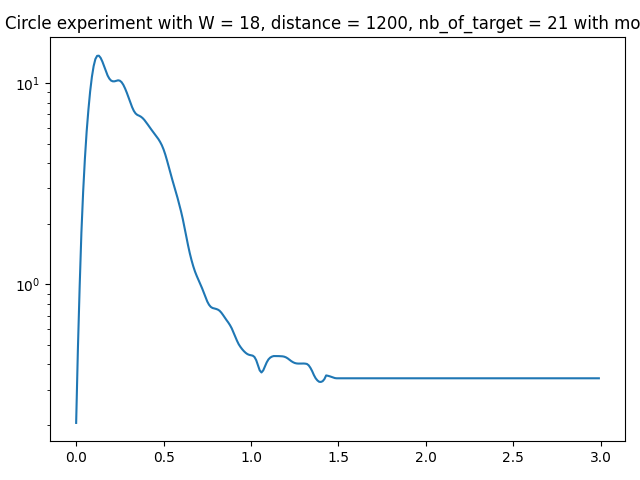 Circle experiment with W = 18, distance = 1200, nb_of_target = 21 with mo
10¹
10⁰
0.0 0.5 1.0 1.5 2.0 2.5 3.0